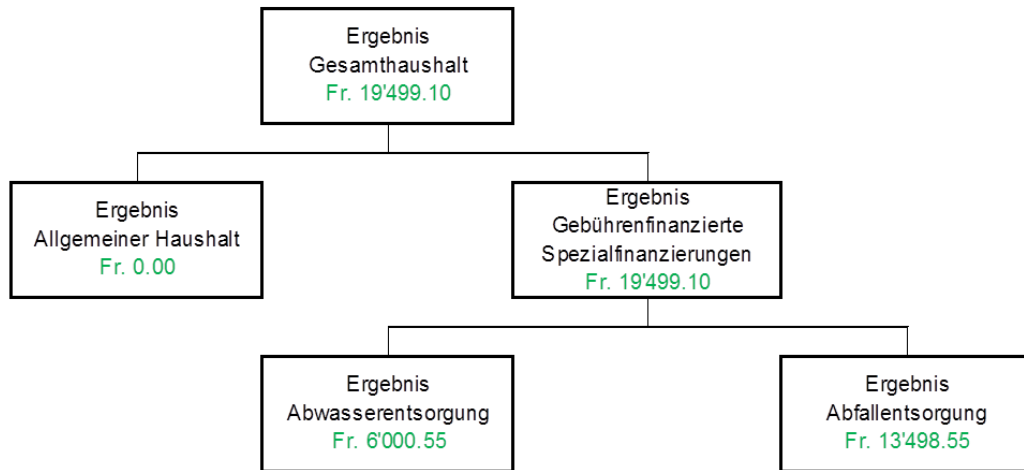 Ergebnis
Gesamthaushalt
Fr. 19'499.10
Ergebnis
Allgemeiner Haushalt
Fr. 0.00
Ergebnis
Gebührenfinanzierte
Spezialfinanzierungen
Fr. 19'499.10
Ergebnis
Abwasserentsorgung
Fr. 6'000.55
Ergebnis
Abfallentsorgung
Fr. 13'498.55